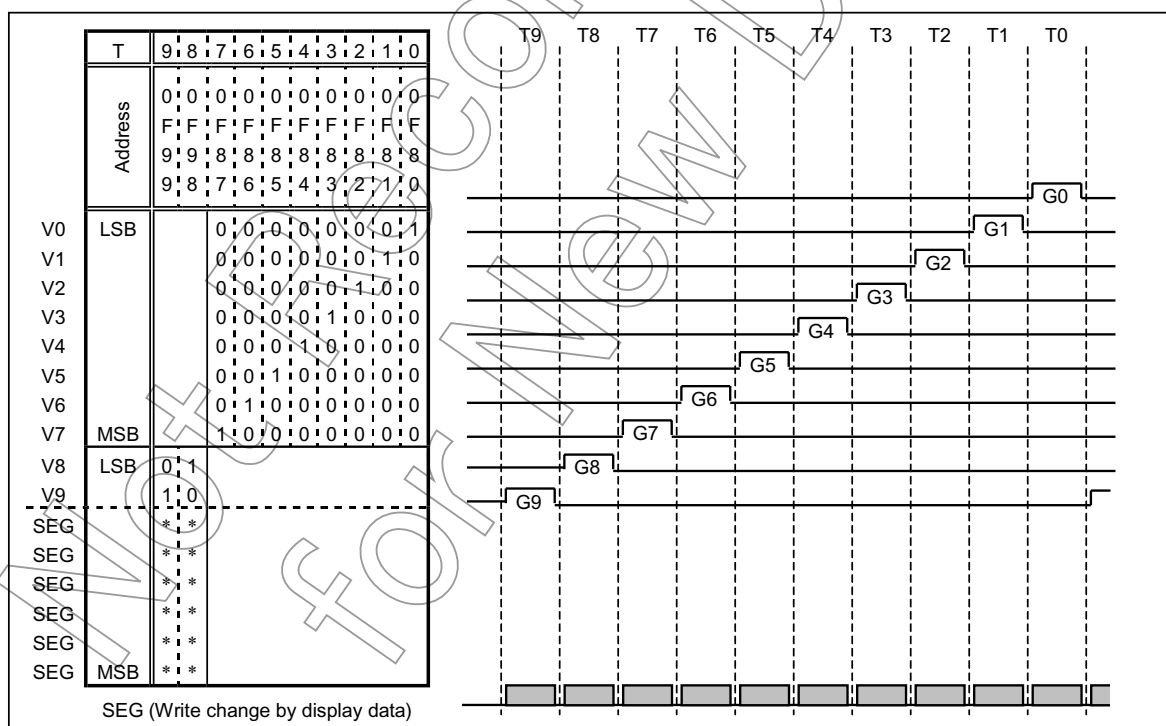 T 9 8 7 6 5 4 3 2 1 0
Address
0 0 0 0 0 0 0 0 0 0
F F F F F F F F F F
9 9 8 8 8 8 8 8 8 8
9 8 7 6 5 4 3 2 1 0
V0 LSB 0 0 0 0 0 0 0 1
V1 0 0 0 0 0 0 1 0
V2 0 0 0 0 0 1 0 0
V3 0 0 0 0 1 0 0 0
V4 0 0 0 1 0 0 0 0
V5 0 0 1 0 0 0 0 0
V6 0 1 0 0 0 0 0 0
V7 MSB 1 0 0 0 0 0 0 0
V8 LSB 0 1
V9 1 0
SEG * *
SEG * *
SEG * *
SEG * *
SEG * *
SEG MSB * *
SEG (Write change by display data)
T9 T8 T7 T6 T5 T4 T3 T2 T1 T0
G0
G1
G2
G3
G4
G5
G6
G7
G8
G9
Not Recom
for New D